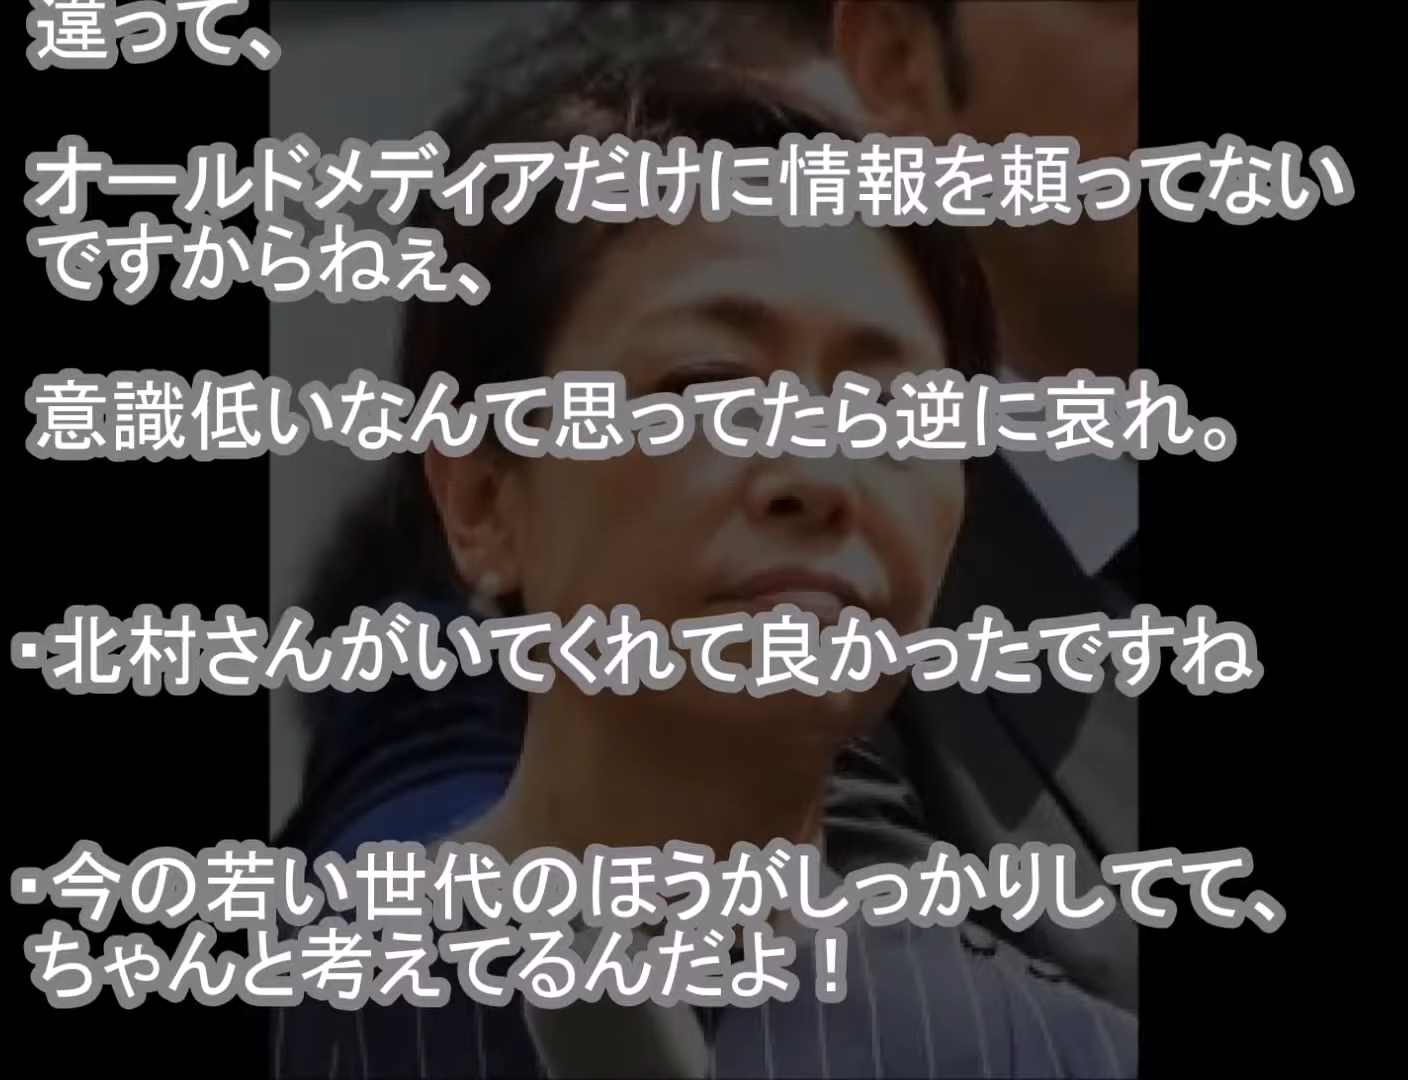 違って、
オールドメディアだけに情報を頼ってない
ですからねぇ、
意識低いなんて思ってたら逆に哀れ。
・北村さんがいてくれて良かったですね
・今の若い世代のほうがしっかりしてて、
ちゃんと考えてるんだよ！